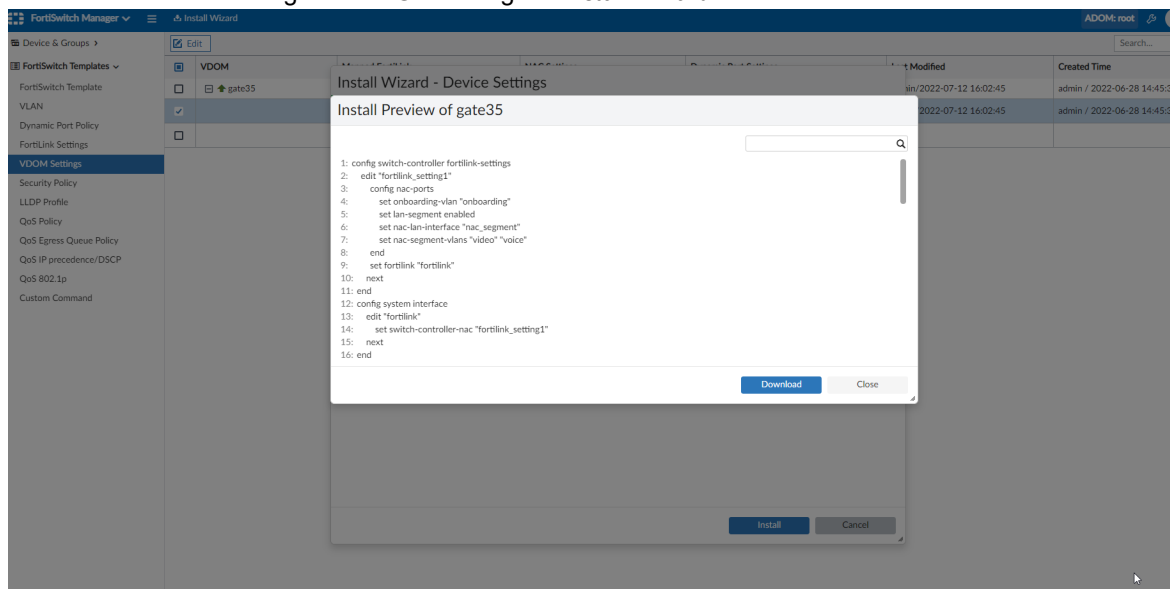 FortiSwitch Manager
Install Wizard
ADOM: root
Device & Groups
Edit
Search...
FortiSwitch Templates
VDOM
Modified
Created Time
FortiSwitch Template
gate35
Install Wizard - Device Settings
/2022-07-12 16:02:45
admin / 2022-06-28 14:45:
VLAN
Install Preview of gate35
/2022-07-12 16:02:45
admin / 2022-06-28 14:45:
Dynamic Port Policy
FortiLink Settings
VDOM Settings
Security Policy
LLDP Profile
QoS Policy
QoS Egress Queue Policy
QoS IP precedence/DSCP
QoS 802.1p
Custom Command
1: config switch-controller fortilink-settings
2: edit "fortilink_setting1"
3: config nac-ports
4: set onboarding-vlan "onboarding"
5: set lan-segment enabled
6: set nac-lan-interface "nac_segment"
7: set nac-segment-vlans "video" "voice"
8: end
9: set fortilink "fortilink"
10: next
11: end
12: config system interface
13: edit "fortilink"
14: set switch-controller-nac "fortilink_setting1"
15: next
16: end
Download
Close
Install
Cancel